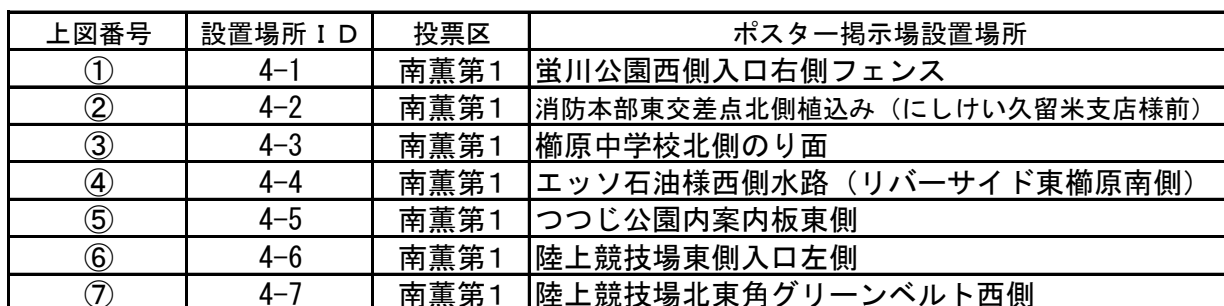 上図番号 設置場所ＩＤ 投票区 ポスター掲示場設置場所
① 4-1 南薫第1 蛍川公園西側入口右側フェンス
② 4-2 南薫第1 消防本部東交差点北側植込み（にしけい久留米支店様前）
③ 4-3 南薫第1 櫛原中学校北側のり面
④ 4-4 南薫第1 エッソ石油様西側水路（リバーサイド東櫛原南側）
⑤ 4-5 南薫第1 つつじ公園内案内板東側
⑥ 4-6 南薫第1 陸上競技場東側入口左側
⑦ 4-7 南薫第1 陸上競技場北東角グリーンベルト西側